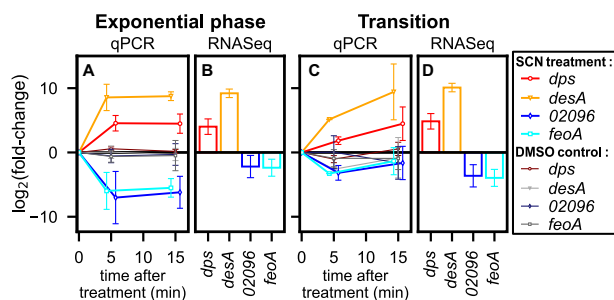 Exponential phase
Transition
qPCR
RNASeq
qPCR
RNASeq
log2(fold-change)
10
0
−10
A
B
C
D
0 5 10 15
time after
treatment (min)
dps
desA
02096
feoA
0 5 10 15
time after
treatment (min)
dps
desA
02096
feoA
SCN treatment :
dps
desA
02096
feoA
DMSO control :
dps
desA
02096
feoA